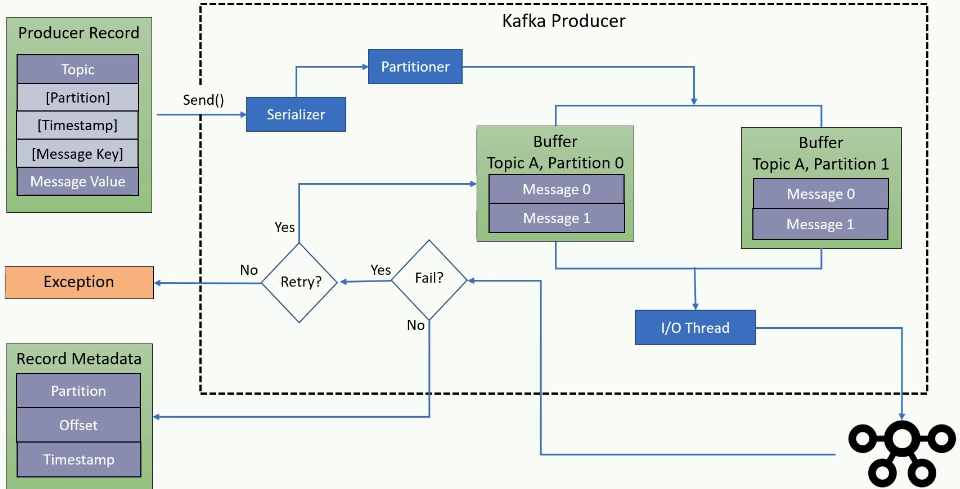 Kafka Producer
Producer Record
Topic
[Partition]
[Timestamp]
[Message Key]
Message Value
Send()
Serializer
Partitioner
Buffer
Topic A, Partition 0
Message 0
Message 1
Buffer
Topic A, Partition 1
Message 0
Message 1
Yes
No
Retry?
Yes
Fail?
No
Exception
I/O Thread
Record Metadata
Partition
Offset
Timestamp